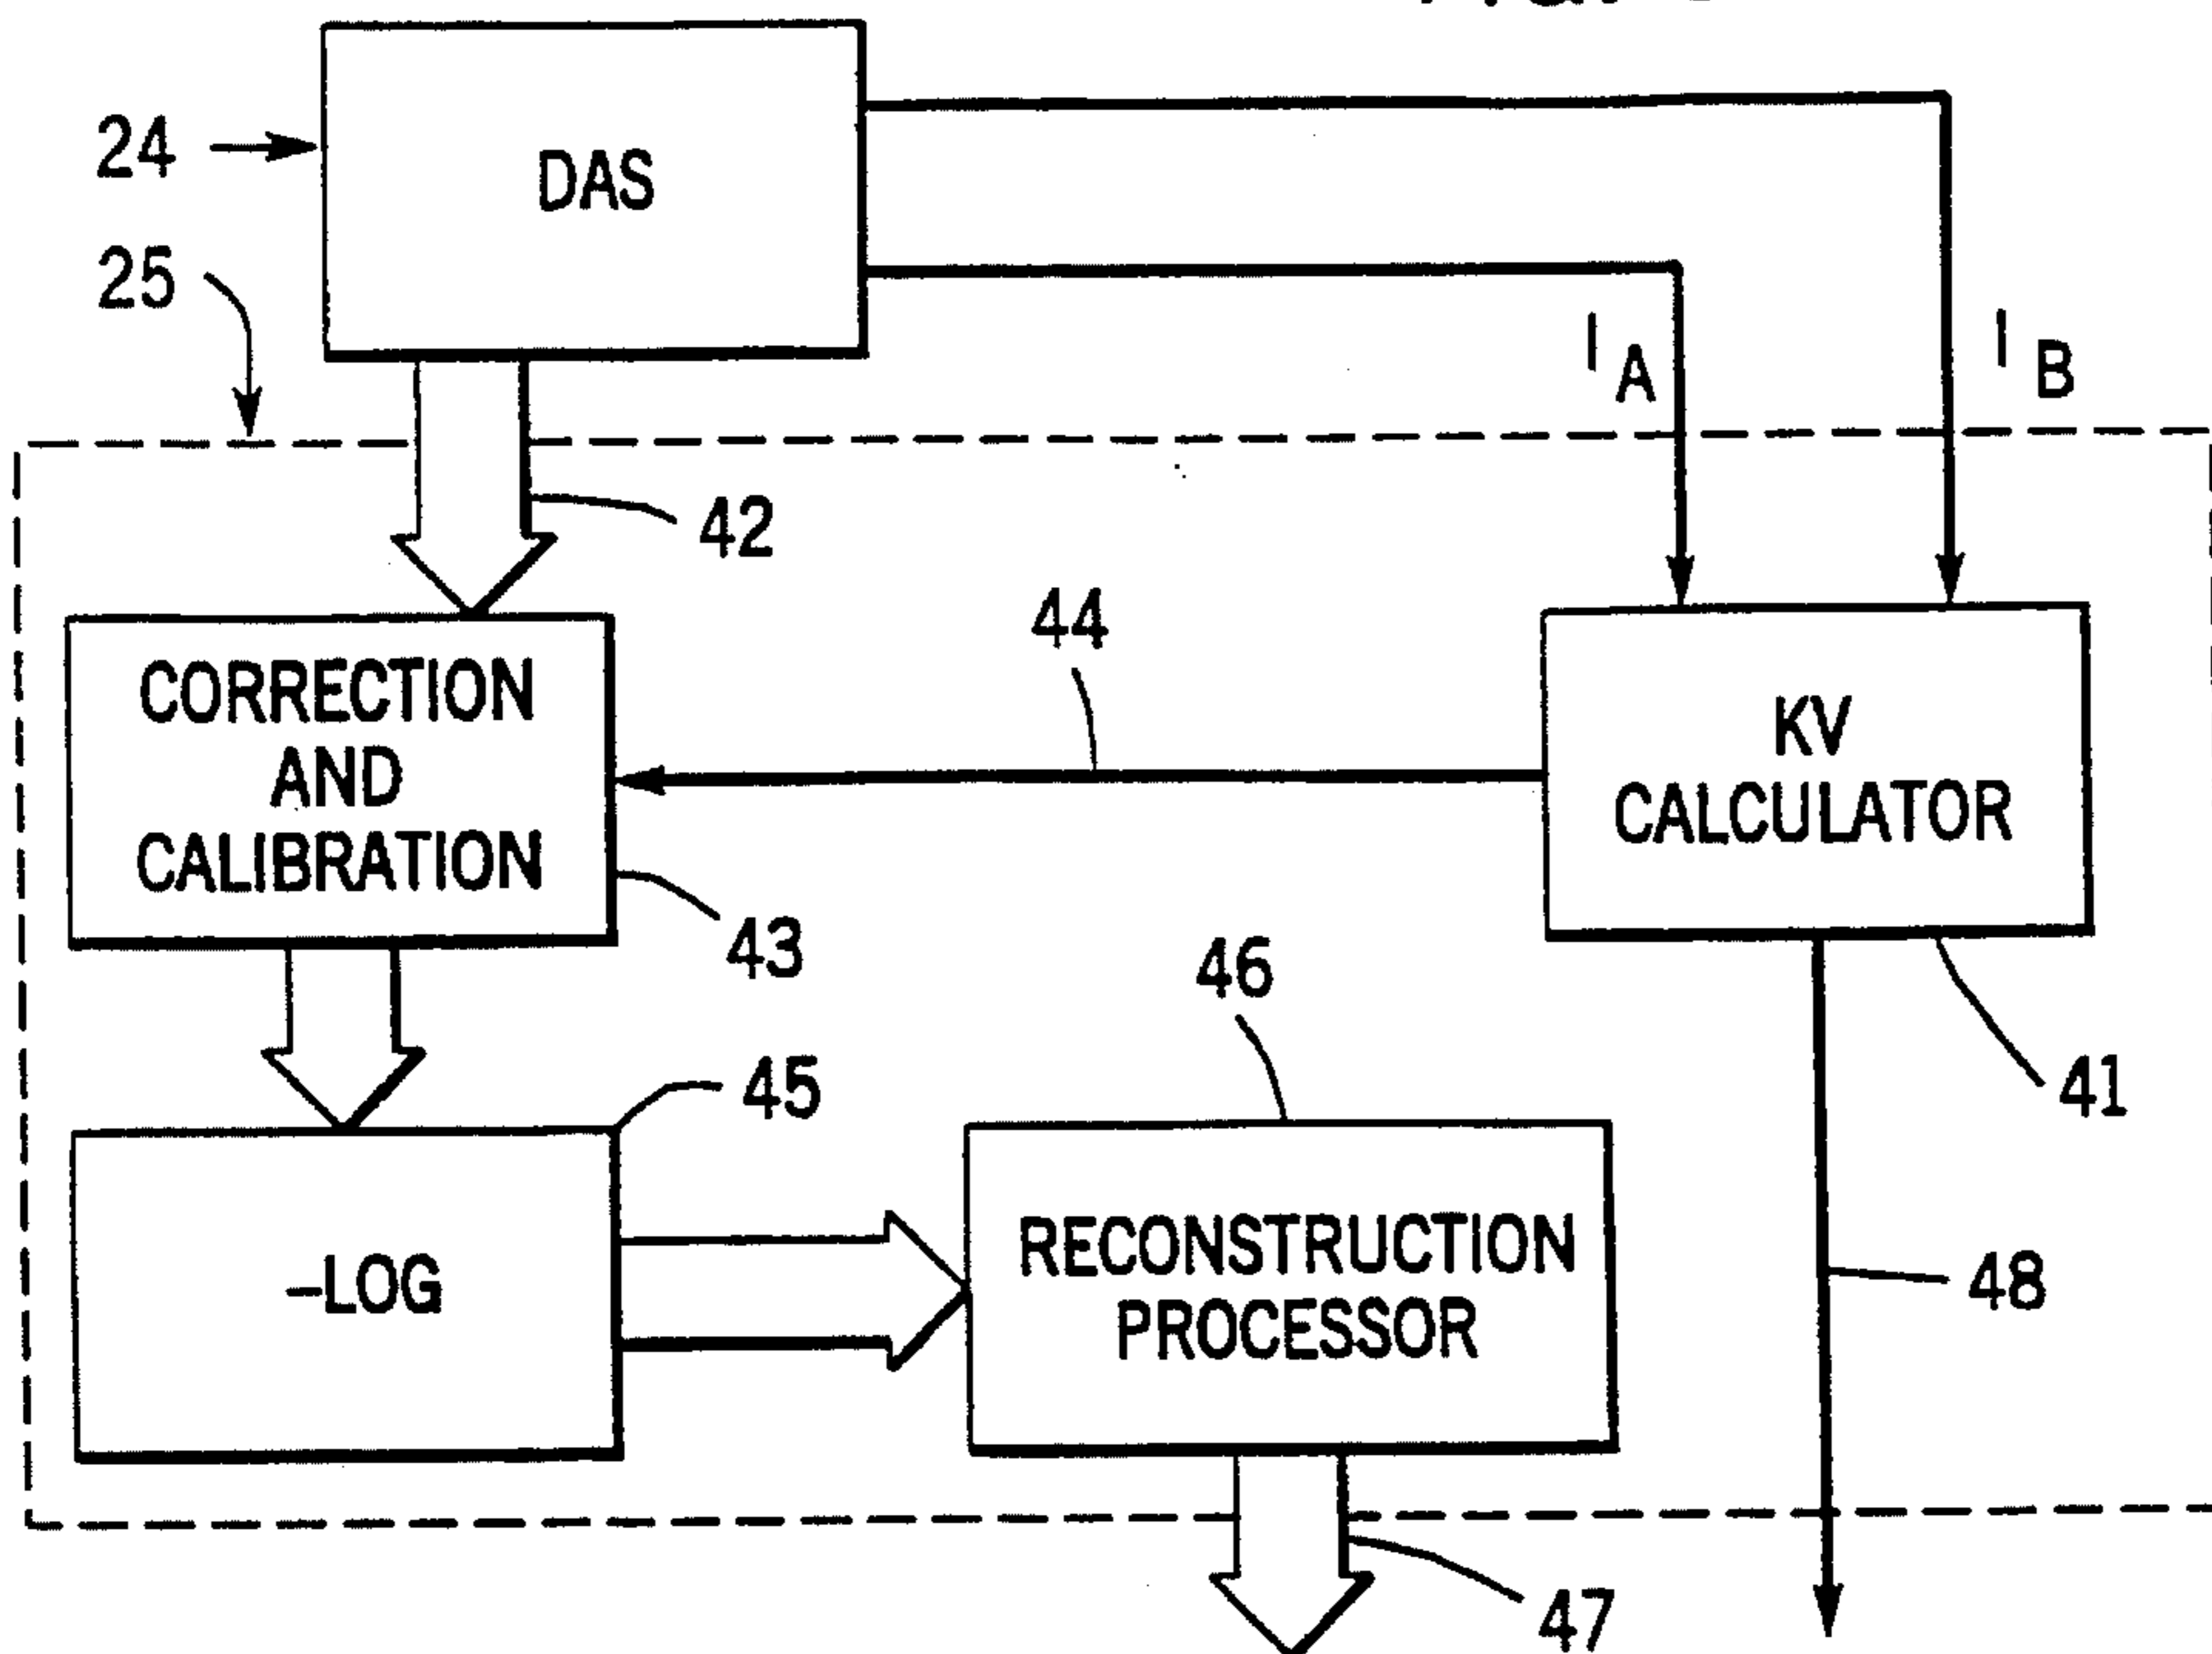 24
DAS
25
I A
I B
42
44
CORRECTION
AND
CALIBRATION
KV
CALCULATOR
43
46
41
45
-LOG
RECONSTRUCTION
PROCESSOR
48
47